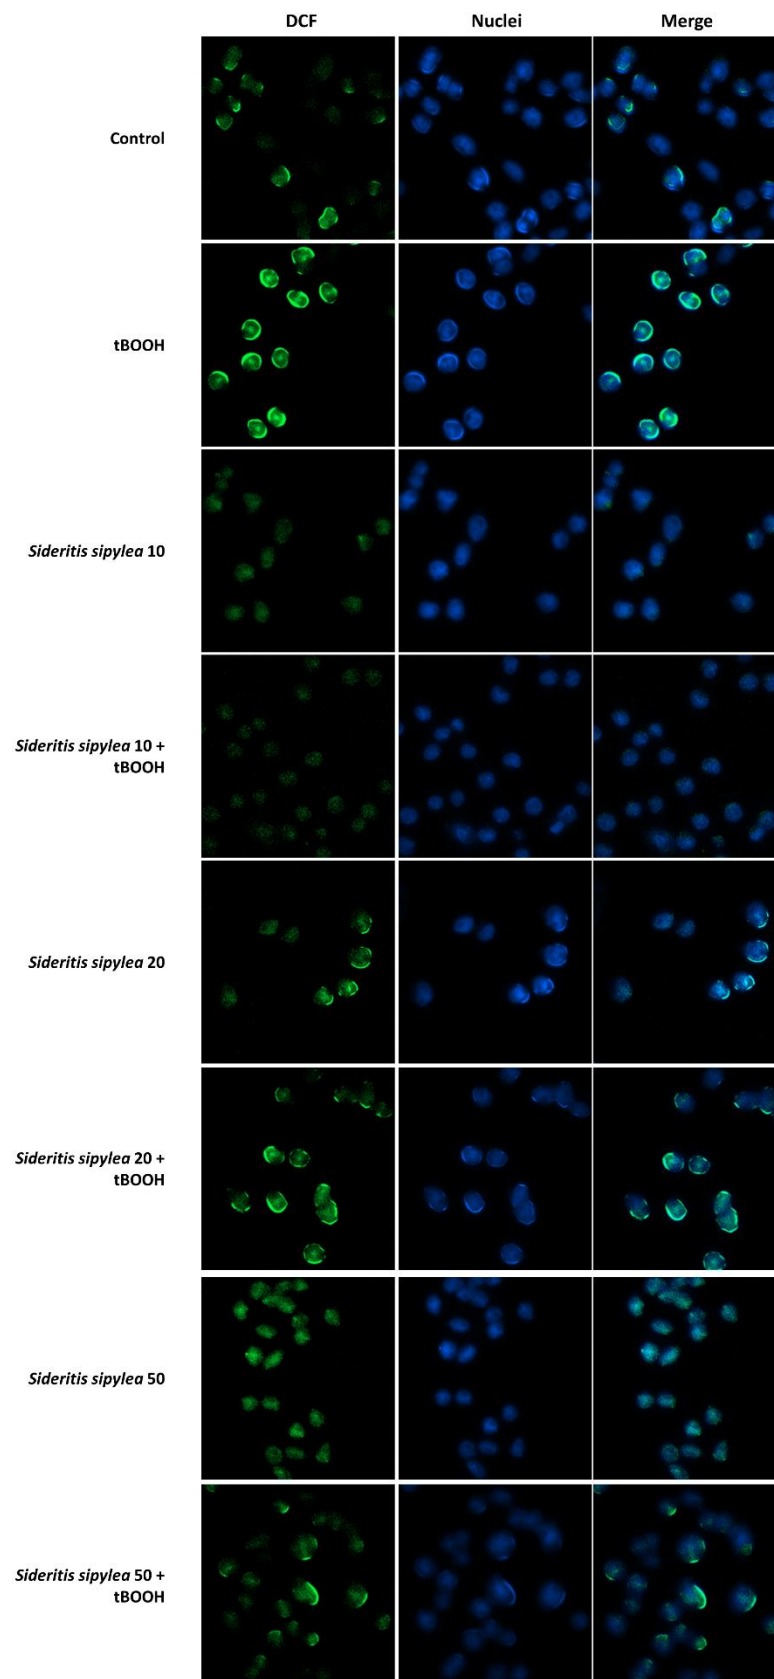 DCF Nuclei Merge
Control
tBOOH
Sideritis sipylea 10
Sideritis sipylea 10 +
tBOOH
Sideritis sipylea 20
Sideritis sipylea 20 +
tBOOH
Sideritis sipylea 50
Sideritis sipylea 50 +
tBOOH